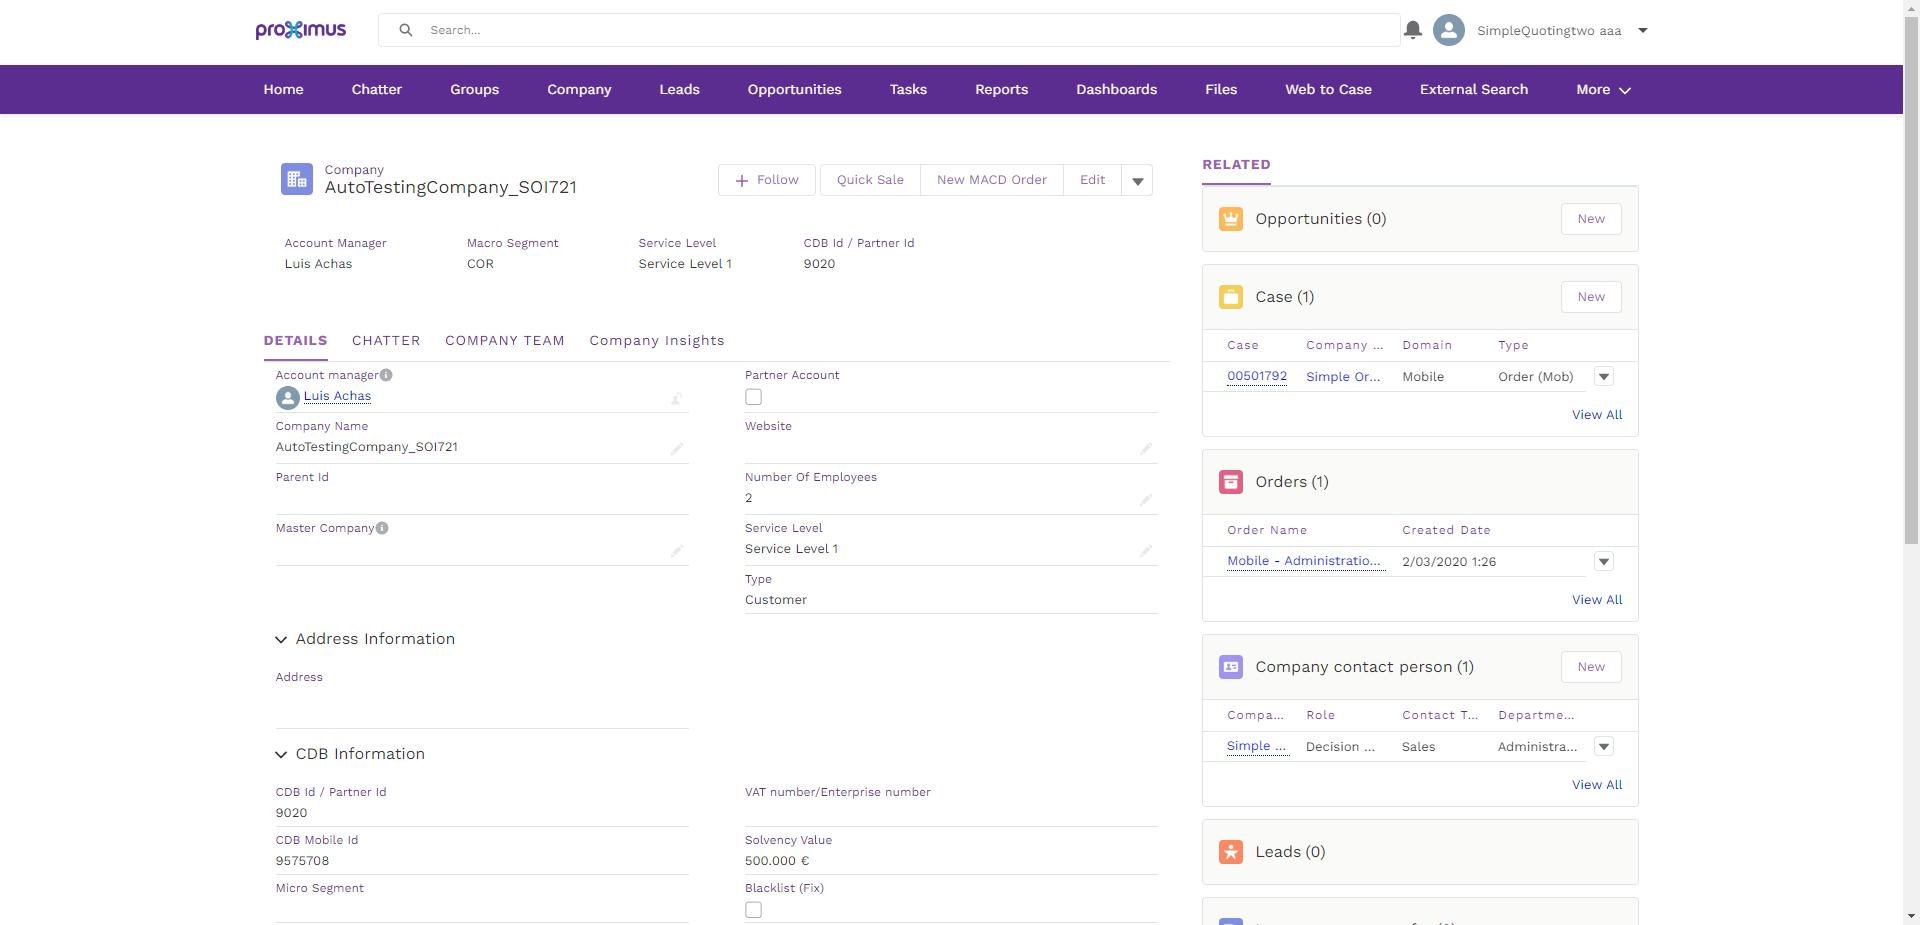 proximus
Search...
SimpleQuotingtwo aaa
Home Chatter Groups Company Leads Opportunities Tasks Reports Dashboards Files Web to Case External Search More
Company
AutoTestingCompany_SOI721
Follow Quick Sale New MACD Order Edit
Account Manager Macro Segment Service Level CDB Id / Partner Id
Luis Achas COR Service Level 1 9020
DETAILS CHATTER COMPANY TEAM Company Insights
Account manager Partner Account
Luis Achas
Company Name Website
AutoTestingCompany_SOI721
Parent Id Number Of Employees
2
Master Company Service Level
Service Level 1
Type
Customer
Address Information
Address
CDB Information
CDB Id / Partner Id VAT number/Enterprise number
9020
CDB Mobile Id Solvency Value
9575708 500.000 €
Micro Segment Blacklist (Fix)
RELATED
Opportunities (0) New
Case (1) New
Case Company ... Domain Type
00501792 Simple Or... Mobile Order (Mob)
View All
Orders (1)
Order Name Created Date
Mobile - Administratio... 2/03/2020 1:26
View All
Company contact person (1) New
Compa... Role Contact T... Departme...
Simple ... Decision ... Sales Administra...
View All
Leads (0)